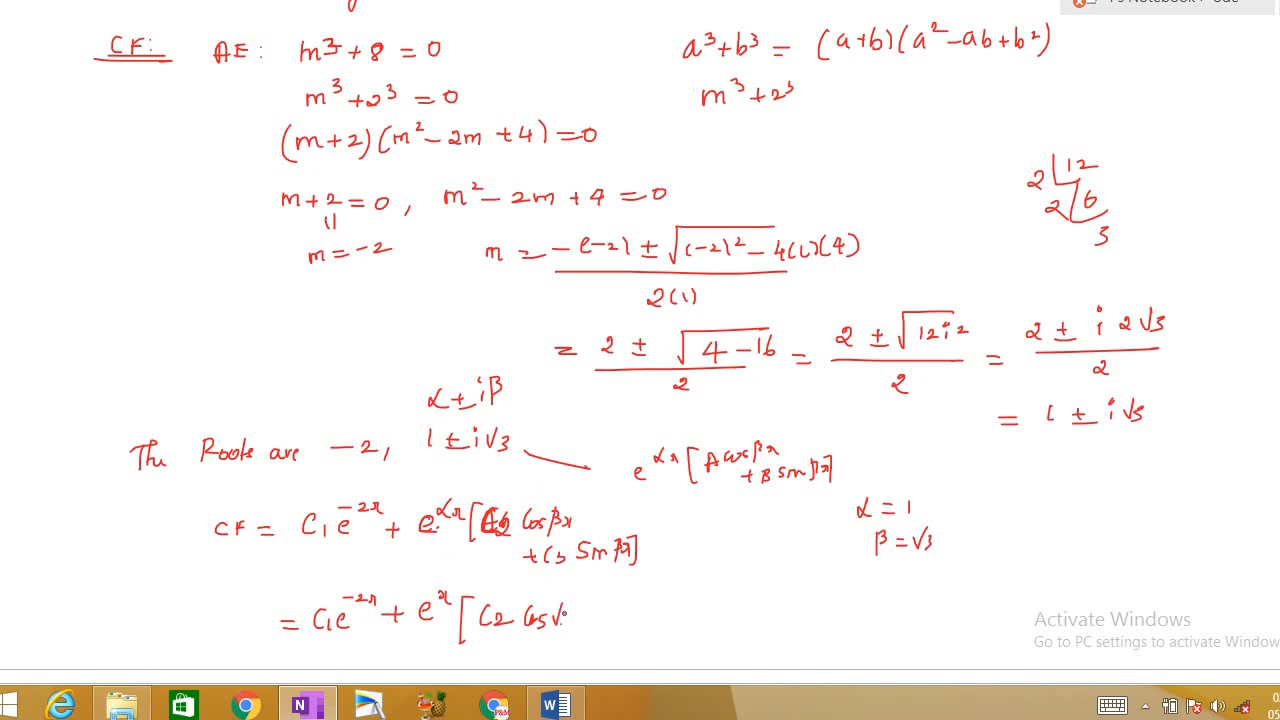 CF: AE: m³ + 8 = 0 a³+b³ = (a+b)(a²-ab+b²)
m³ + 2³ = 0 m³ + 2³
(m+2)(m² - 2m + 4) = 0
2 | 12
2 | 6
3
m+2 = 0, m² - 2m + 4 = 0
||
m = -2 m = -(-2) ± √(-2)² - 4(1)(4)
2(1)
= 2 ± √4-16 / 2 = 2 ± √12i² / 2 = 2 ± i 2√3 / 2
α ± iβ = 1 ± i√3
The Roots are -2, 1 ± i√3
e^αx [A cos βx + B sin βx]
CF = C₁e^-2x + e^αx [C₂ Cos βx + C₃ Sin βx]
α = 1
β = √3
= C₁e^-2x + e^x [C₂ Cos √
Activate Windows
Go to PC settings to activate Window